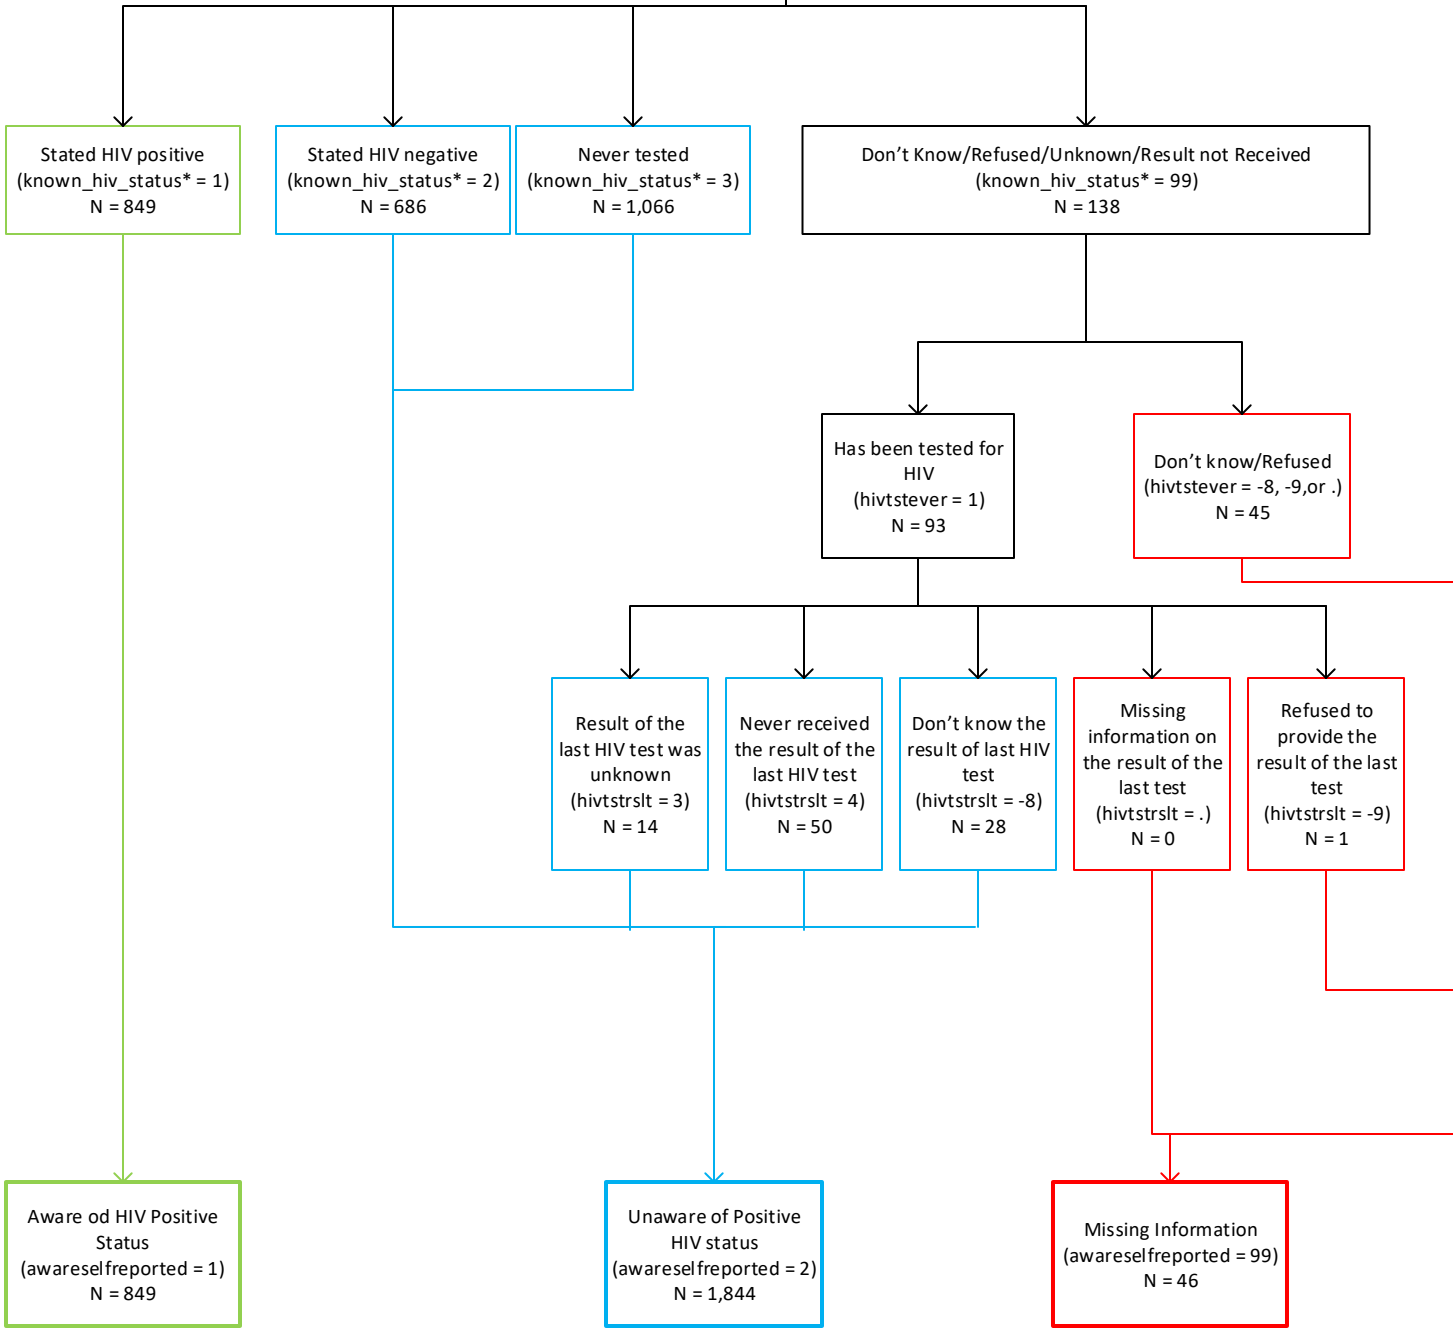 Stated HIV positive
(known_hiv_status* = 1)
N = 849
Stated HIV negative
(known_hiv_status* = 2)
N = 686
Never tested
(known_hiv_status* = 3)
N = 1,066
Don't Know/Refused/Unknown/Result not Received
(known_hiv_status* = 99)
N = 138
Has been tested for
HIV
(hivtstever = 1)
N = 93
Don't know/Refused
(hivtstever = -8, -9,or .)
N = 45
Result of the
last HIV test was
unknown
(hivtstrslt = 3)
N = 14
Never received
the result of the
last HIV test
(hivtstrslt = 4)
N = 50
Don't know the
result of last HIV
test
(hivtstrslt = -8)
N = 28
Missing
information on
the result of the
last test
(hivtstrslt = .)
N = 0
Refused to
provide the
result of the last
test
(hivtstrslt = -9)
N = 1
Aware od HIV Positive
Status
(awareselfreported = 1)
N = 849
Unaware of Positive
HIV status
(awareselfreported = 2)
N = 1,844
Missing Information
(awareselfreported = 99)
N = 46